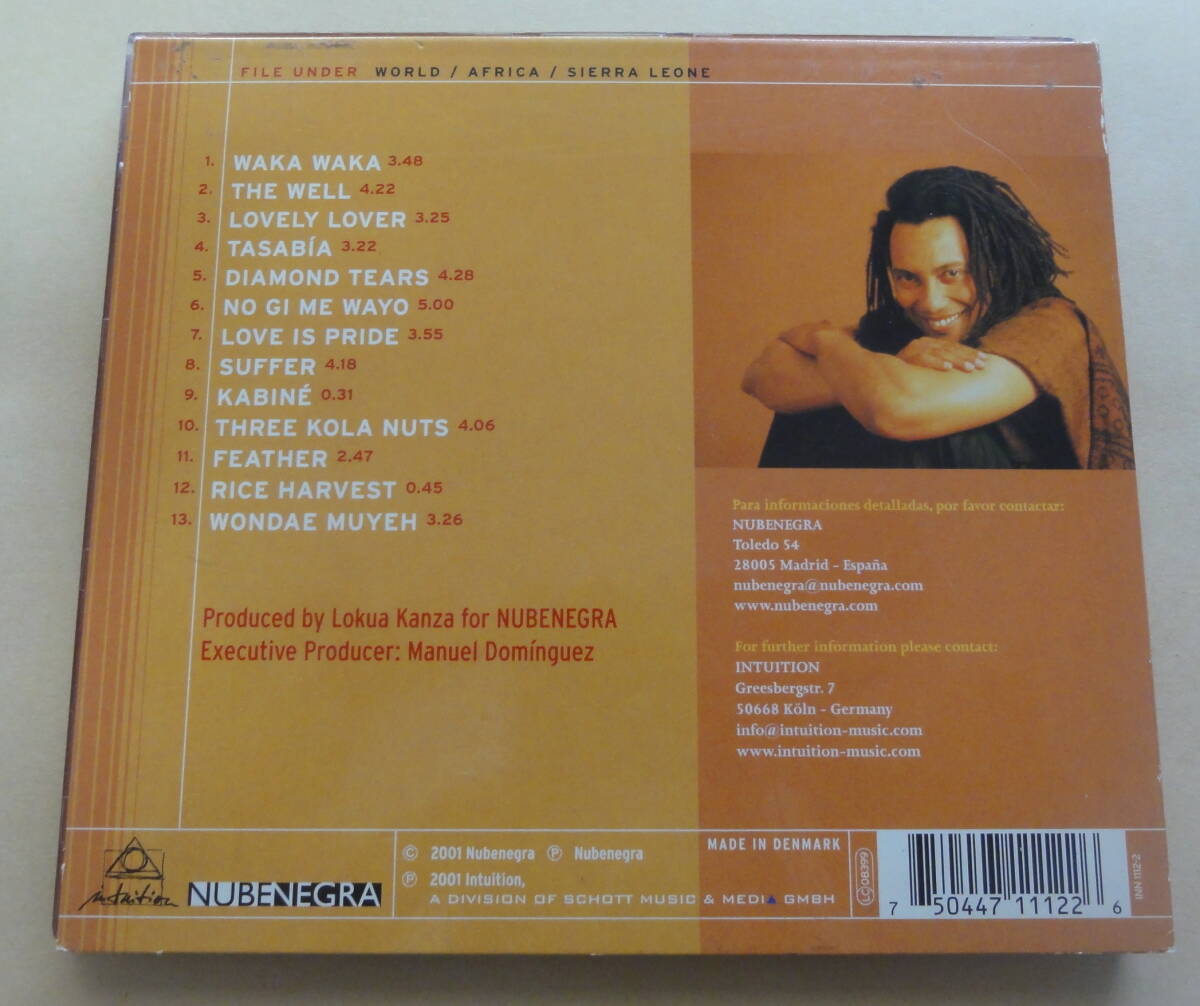 FILE UNDER WORLD / AFRICA / SIERRA LEONE
1. WAKA WAKA 3.48
2. THE WELL 4.22
3. LOVELY LOVER 3.25
4. TASABÍA 3.22
5. DIAMOND TEARS 4.28
6. NO GI ME WAYO 5.00
7. LOVE IS PRIDE 3.55
8. SUFFER 4.18
9. KABINÉ 0.31
10. THREE KOLA NUTS 4.06
11. FEATHER 2.47
12. RICE HARVEST 0.45
13. WONDAE MUYEH 3.26
Produced by Lokua Kanza for NUBENEGRA
Executive Producer: Manuel Domínguez
Para informaciones detalladas, por favor contactar:
NUBENEGRA
Toledo 54
28005 Madrid - España
nubenegra@nubenegra.com
www.nubenegra.com
For further information please contact:
INTUITION
Greesbergstr. 7
50668 Köln - Germany
info@intuition-music.com
www.intuition-music.com
intuition
NUBENEGRA
© 2001 Nubenegra ℗ Nubenegra
℗ 2001 Intuition,
A DIVISION OF SCHOTT MUSIC & MEDIA GMBH
MADE IN DENMARK
LC 08399
7 50447 11122 6
INN 1112-2